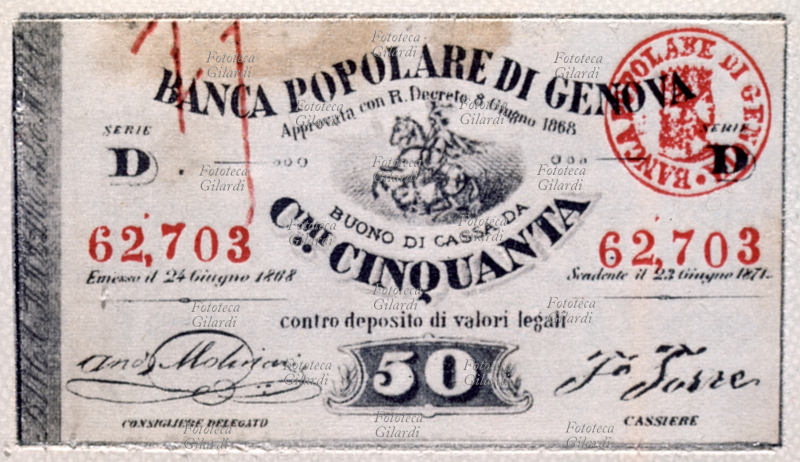 BANCA POPOLARE DI GENOVA
Approvata con R. Decreto 8 Giugno 1868
BANCA POPOLARE DI GENOVA
SERIE
D
SERIE
D
BUONO DI CASSA DA
Cmi. CINQUANTA
62,703
62,703
Emesso il 24 Giugno 1868
Scadente il 23 Giugno 1871
contro deposito di valori legali
50
CONSIGLIERE DELEGATO
Torre
CASSIERE
Fototeca Gilardi